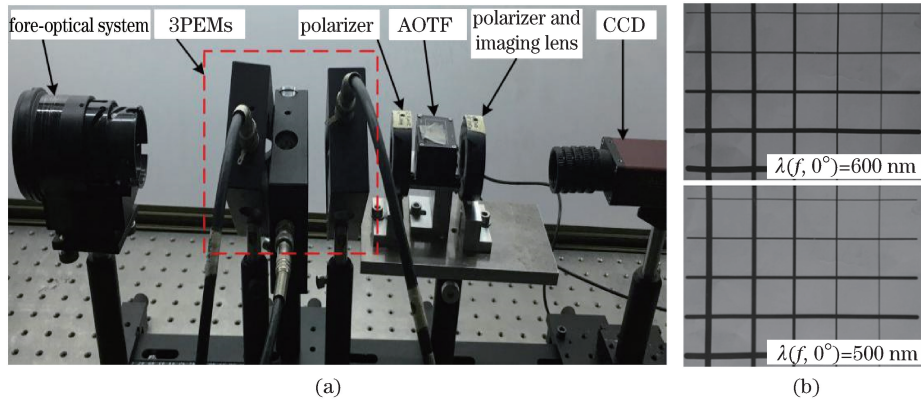 fore-optical system
3PEMs
polarizer
AOTF
polarizer and
imaging lens
CCD
λ(f, 0°)=600 nm
λ(f, 0°)=500 nm
(a)
(b)